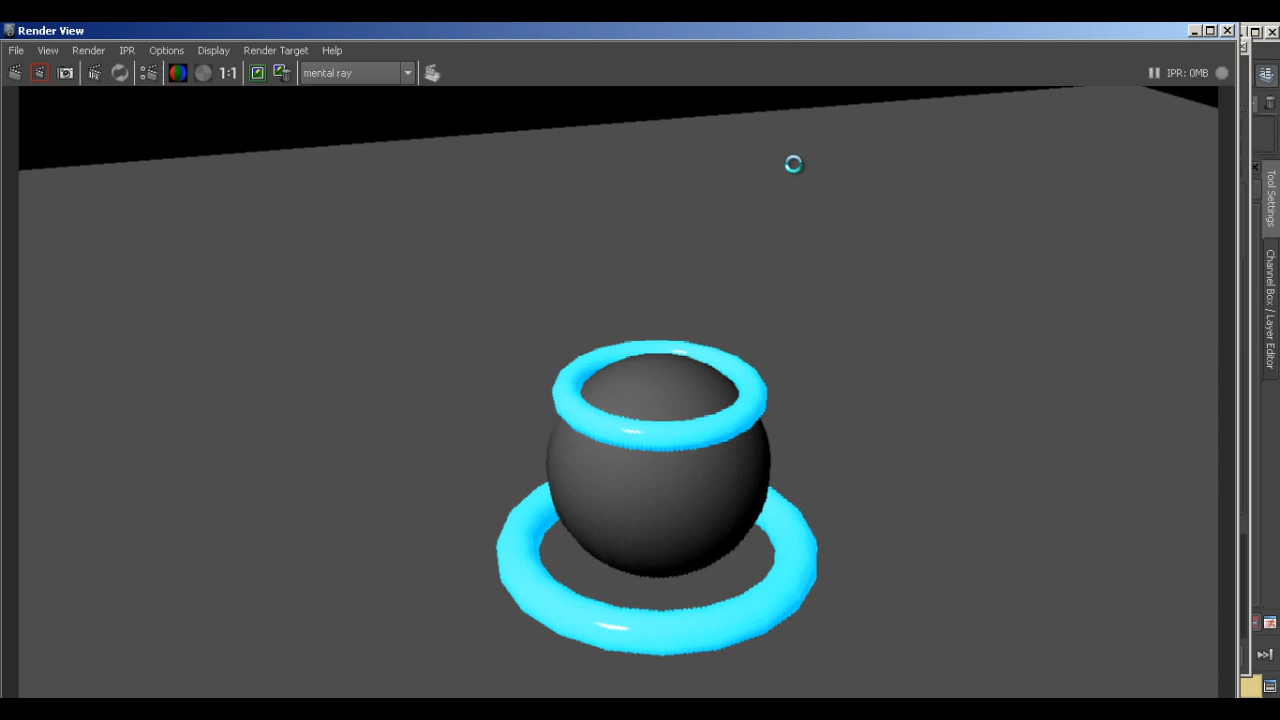 Render View
File View Render IPR Options Display Render Target Help
1:1 mental ray IPR: 0MB
Tool Settings
Channel Box / Layer Editor